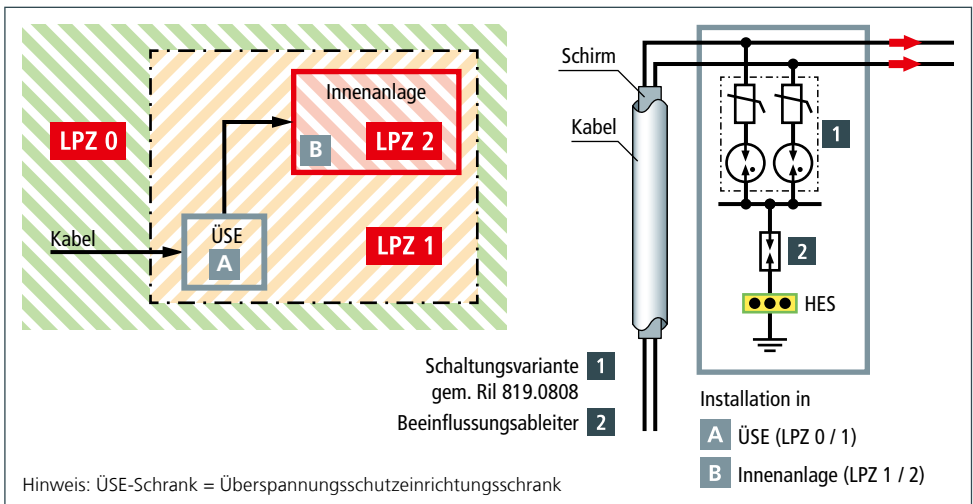 LPZ 0
Innenanlage
B
LPZ 2
Kabel
ÜSE
A
LPZ 1
Schirm
Kabel
1
2
HES
Schaltungsvariante 1
gem. Ril 819.0808
Beeinflussungsableiter 2
Installation in
A ÜSE (LPZ 0 / 1)
B Innenanlage (LPZ 1 / 2)
Hinweis: ÜSE-Schrank = Überspannungsschutzeinrichtungsschrank